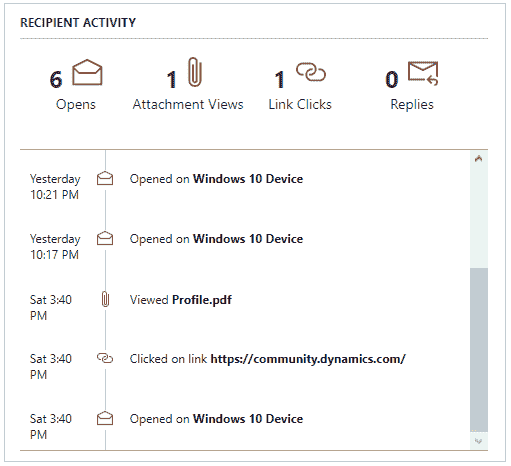 RECIPIENT ACTIVITY
6 1 1 0
Opens Attachment Views Link Clicks Replies
Yesterday Opened on Windows 10 Device
10:21 PM
Yesterday Opened on Windows 10 Device
10:17 PM
Sat 3:40 Viewed Profile.pdf
PM
Sat 3:40 Clicked on link https://community.dynamics.com/
PM
Sat 3:40 Opened on Windows 10 Device
PM